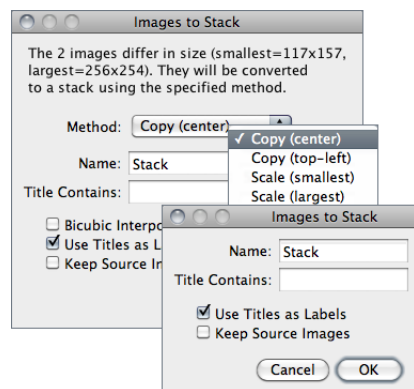 Images to Stack
The 2 images differ in size (smallest=117x157,
largest=256x254). They will be converted
to a stack using the specified method.
Method: Copy (center)
✓ Copy (center)
Copy (top-left)
Scale (smallest)
Scale (largest)
Name: Stack
Title Contains:
Bicubic
Use Titles as
Keep Source
Images to Stack
Name: Stack
Title Contains:
Use Titles as Labels
Keep Source Images
Cancel OK